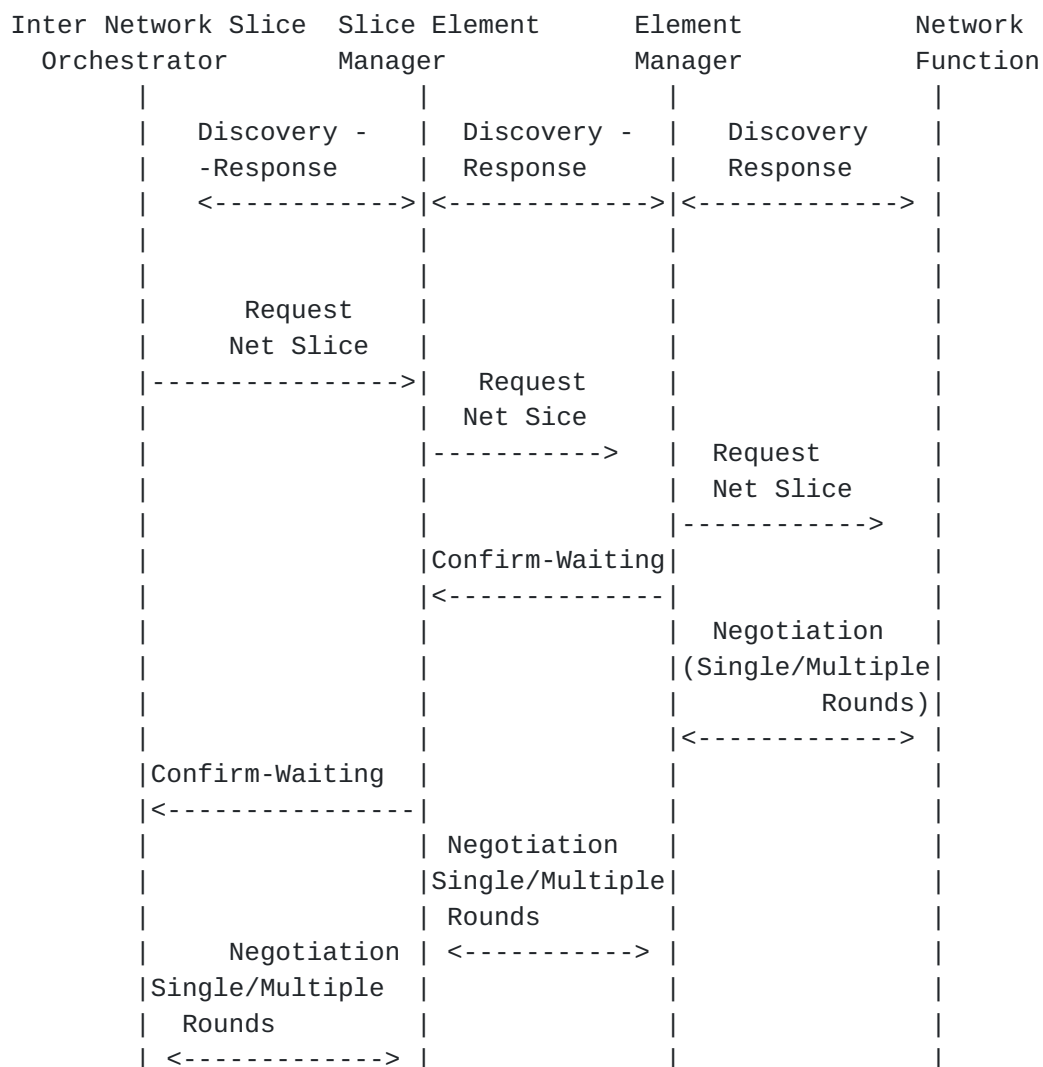 Inter Network Slice  Slice Element      Element           Network
  Orchestrator       Manager            Manager           Function
        |                 |               |                |
        |   Discovery -   |  Discovery -  |   Discovery    |
        |   -Response     |  Response     |   Response     |
        |   <------------>|<------------->|<-------------> |
        |                 |               |                |
        |                 |               |                |
        |      Request    |               |                |
        |     Net Slice   |               |                |
        |---------------->|   Request     |                |
        |                 |  Net Sice     |                |
        |                 |----------->   |  Request       |
        |                 |               |  Net Slice     |
        |                 |               |------------>   |
        |                 |Confirm-Waiting|                |
        |                 |<--------------|                |
        |                 |               |  Negotiation   |
        |                 |               |(Single/Multiple|
        |                 |               |         Rounds)|
        |                 |               |<-------------> |
        |Confirm-Waiting  |               |                |
        |<----------------|               |                |
        |                 | Negotiation   |                |
        |                 |Single/Multiple|                |
        |                 | Rounds        |                |
        |     Negotiation | <-----------> |                |
        |Single/Multiple  |               |                |
        |  Rounds         |               |                |
        | <-------------> |               |                |